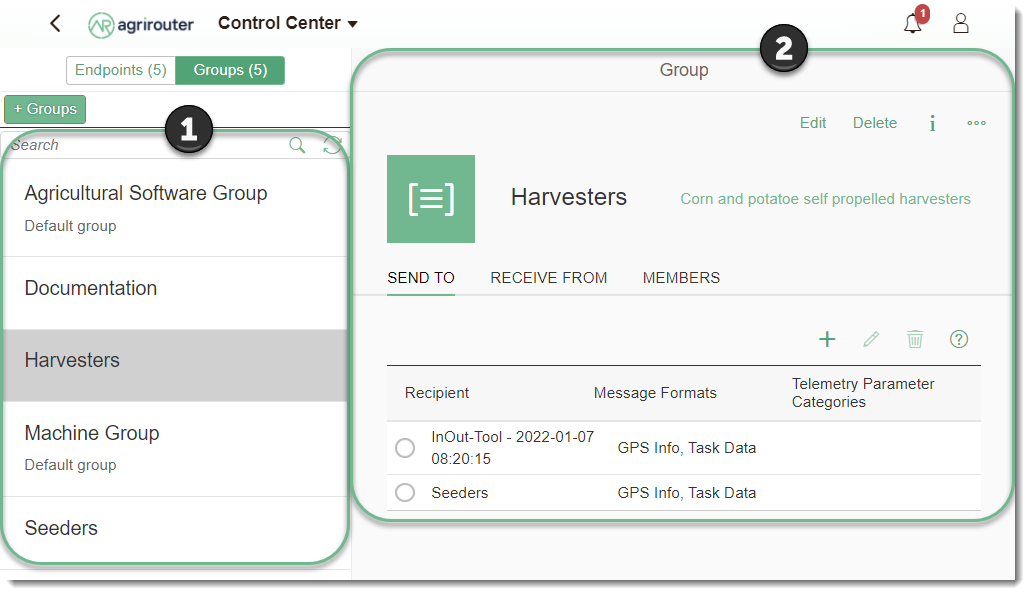 AR agrirouter Control Center
1
Endpoints (5) Groups (5)
+ Groups
1
Search
Agricultural Software Group
Default group
Documentation
Harvesters
Machine Group
Default group
Seeders
2
Group
Edit Delete i
Harvesters
Corn and potatoe self propelled harvesters
SEND TO RECEIVE FROM MEMBERS
?
Recipient Message Formats Telemetry Parameter
Categories
InOut-Tool - 2022-01-07
08:20:15
GPS Info, Task Data
Seeders GPS Info, Task Data